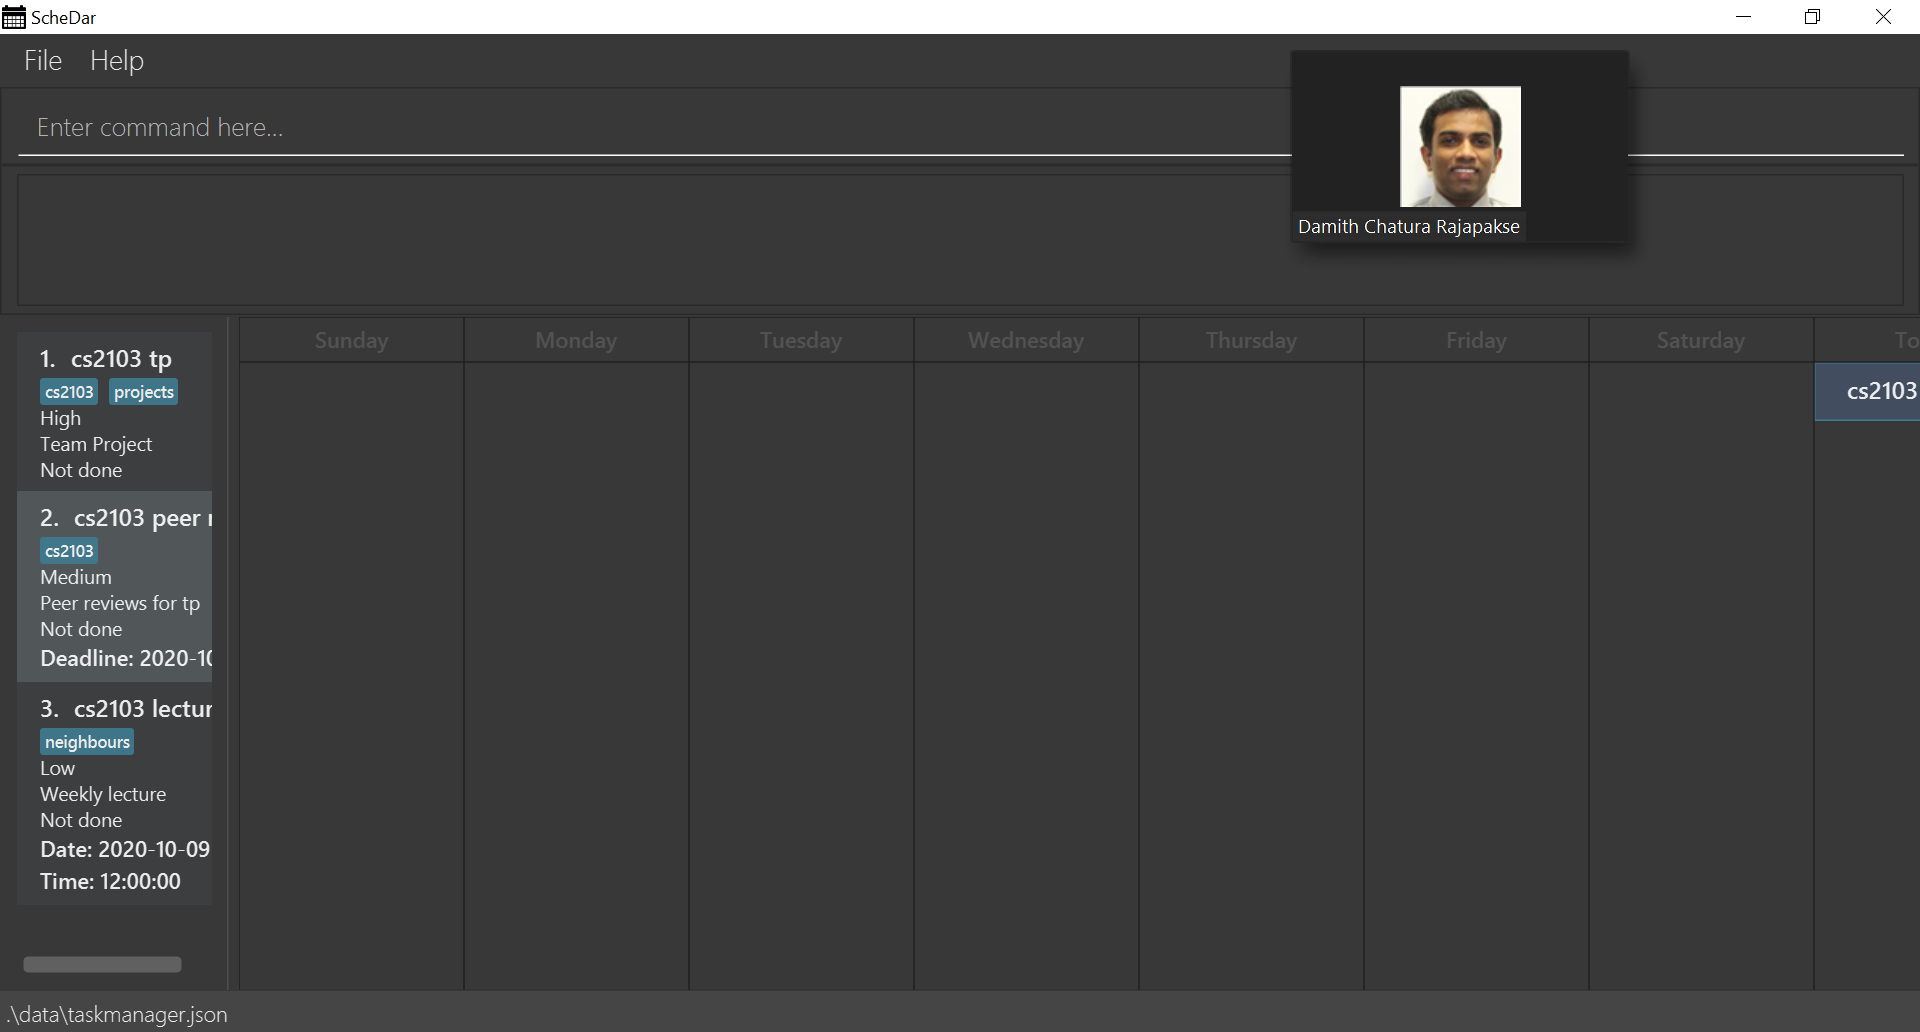 ScheDar
File Help
Enter command here...
Damith Chatura Rajapakse
Sunday Monday Tuesday Wednesday Thursday Friday Saturday
1. cs2103 tp
cs2103 projects
High
Team Project
Not done
2. cs2103 peer
cs2103
Medium
Peer reviews for tp
Not done
Deadline: 2020-10
3. cs2103 lectur
neighbours
Low
Weekly lecture
Not done
Date: 2020-10-09
Time: 12:00:00
To
cs2103
.\data\taskmanager.json